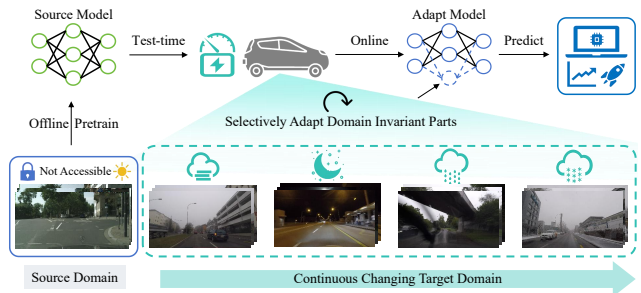 Source Model
Adapt Model
Test-time
Online
Predict
Offline Pretrain
Selectively Adapt Domain Invariant Parts
Not Accessible
Source Domain
Continuous Changing Target Domain